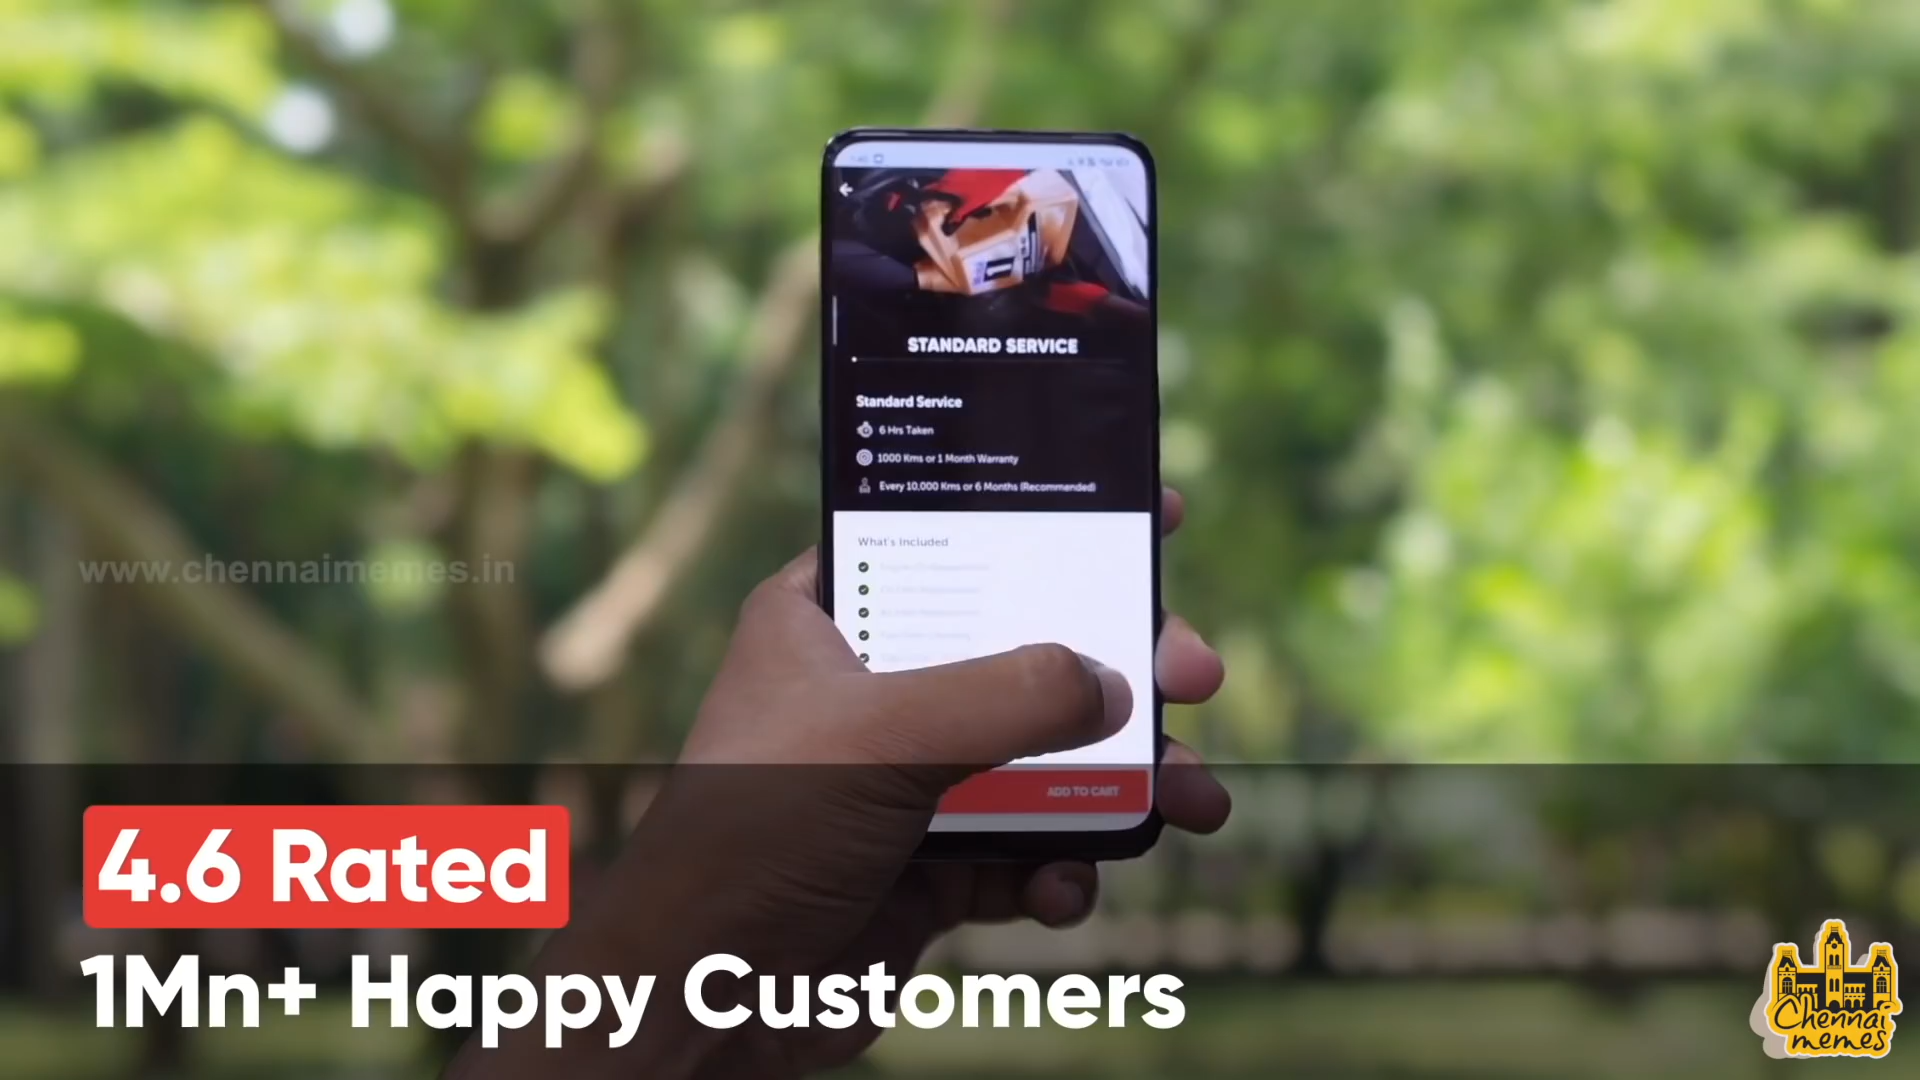 STANDARD SERVICE
Standard Service
6 Hrs Taken
1000 Kms or 1 Month Warranty
Every 10,000 Kms or 6 Months (Recommended)
What's included
www.chennaimemes.in
ADD TO CART
4.6 Rated
1Mn+ Happy Customers
Chennai
memes